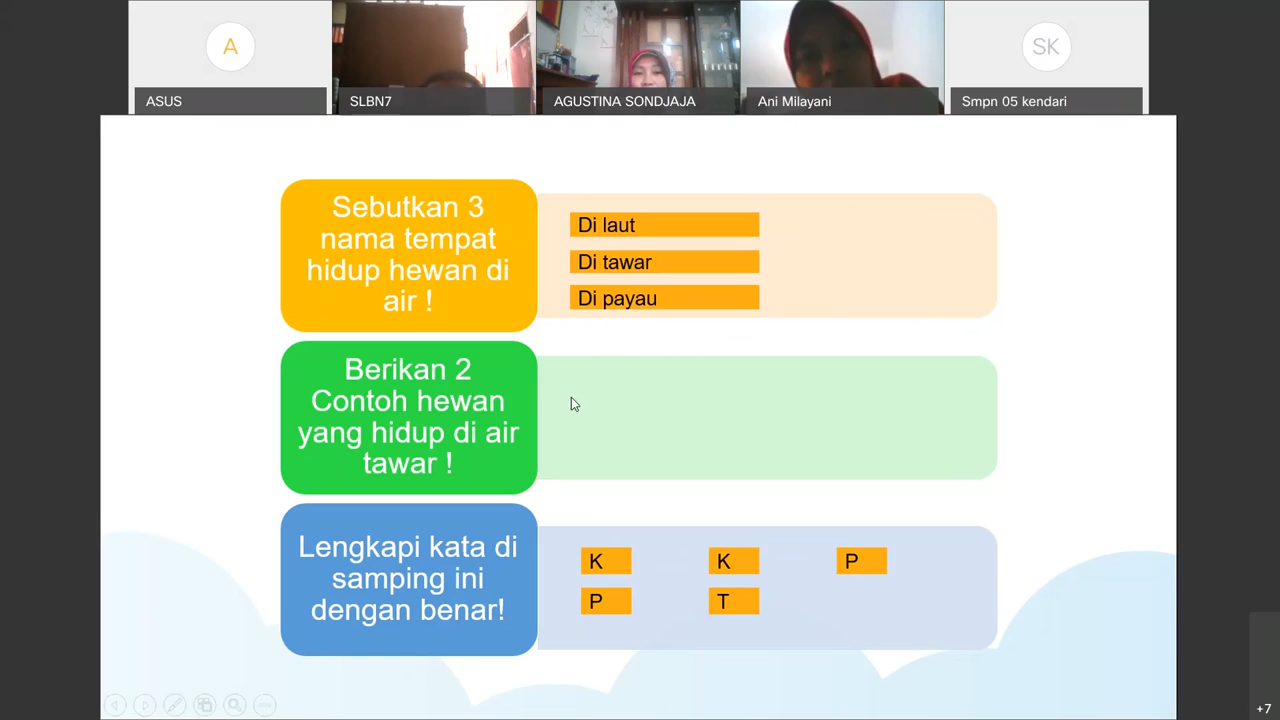 A
SK
ASUS
SLBN7
AGUSTINA SONDJAJA
Ani Milayani
Smpn 05 kendari
Sebutkan 3
nama tempat
hidup hewan di
air !
Di laut
Di tawar
Di payau
Berikan 2
Contoh hewan
yang hidup di air
tawar !
Lengkapi kata di
samping ini
dengan benar!
K K P
P T
+7